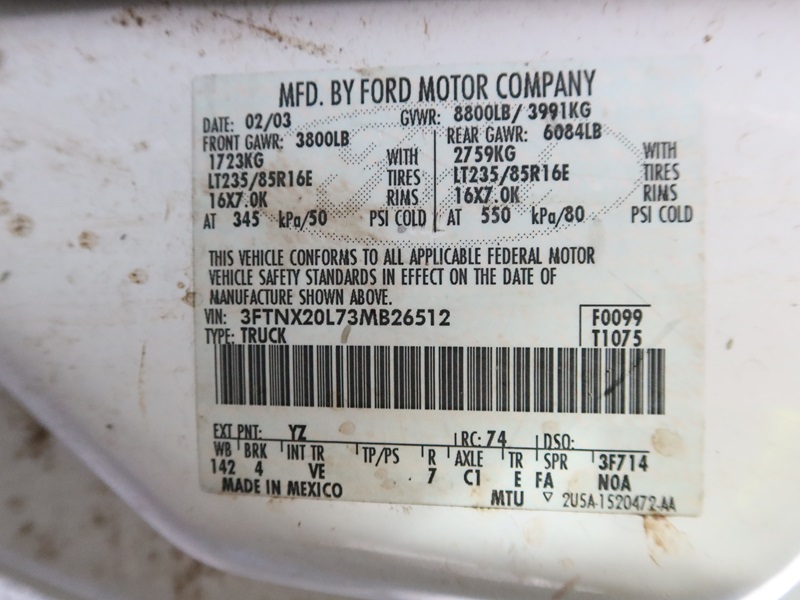 MFD. BY FORD MOTOR COMPANY
DATE: 02/03 GVWR: 8800LB/ 3991KG
FRONT GAWR: 3800LB REAR GAWR: 6084LB
1723KG WITH 2759KG WITH
LT235/85R16E TIRES LT235/85R16E TIRES
16X7.0K RIMS 16X7.0K RIMS
AT 345 kPa/50 PSI COLD AT 550 kPa/80 PSI COLD
THIS VEHICLE CONFORMS TO ALL APPLICABLE FEDERAL MOTOR
VEHICLE SAFETY STANDARDS IN EFFECT ON THE DATE OF
MANUFACTURE SHOWN ABOVE.
VIN: 3FTNX20L73MB26512 F0099
TYPE: TRUCK T1075
EXT PNT: YZ RC: 74 DSO:
WB BRK INT TR TP/PS R AXLE TR SPR 3F714
142 4 VE 7 C1 E FA NOA
MADE IN MEXICO MTU ▽ 2U5A-1520472-AA